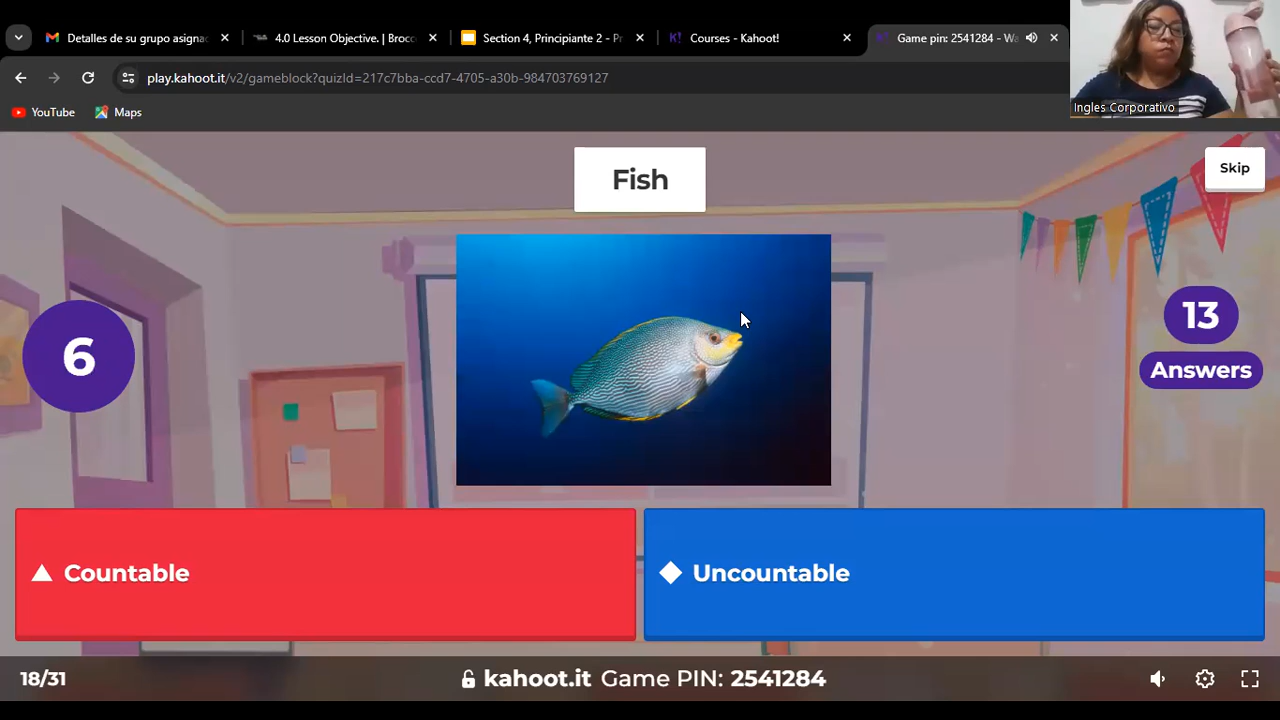 Detalles de su grupo asigna
4.0 Lesson Objective. | Brocc
Section 4, Principiante 2 - Pr
Courses - Kahoot!
Game pin: 2541284 - Wa
play.kahoot.it/v2/gameblock?quizId=217c7bba-ccd7-4705-a30b-984703769127
YouTube
Maps
Ingles Corporativo
Fish
Skip
6
13
Answers
Countable
Uncountable
18/31
kahoot.it Game PIN: 2541284